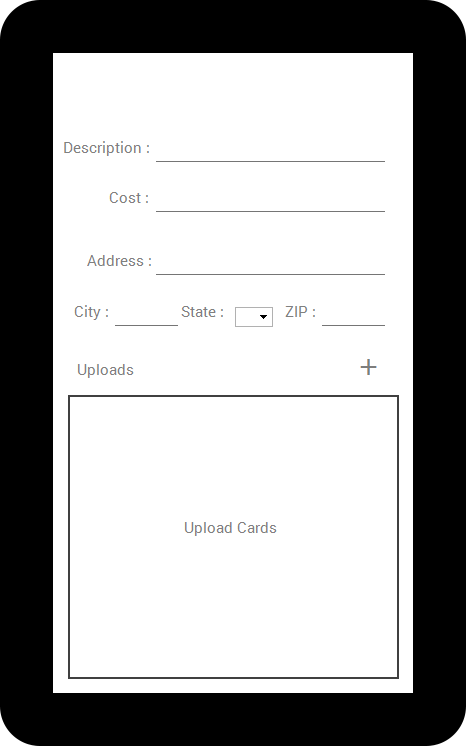 Description :
Cost :
Address :
City : State : ZIP :
Uploads +
Upload Cards